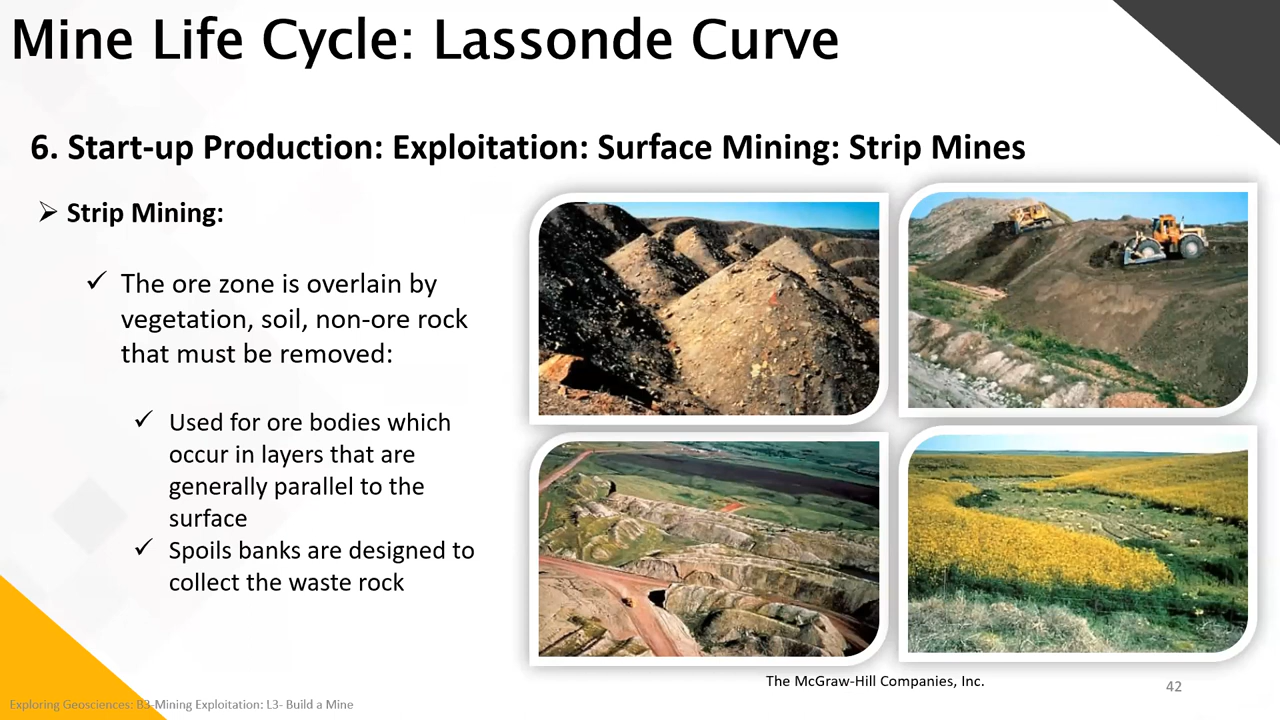 Mine Life Cycle: Lassonde Curve
6. Start-up Production: Exploitation: Surface Mining: Strip Mines
Strip Mining:
The ore zone is overlain by
vegetation, soil, non-ore rock
that must be removed:
Used for ore bodies which
occur in layers that are
generally parallel to the
surface
Spoils banks are designed to
collect the waste rock
The McGraw-Hill Companies, Inc.
42
Exploring Geosciences: B3-Mining Exploitation: L3- Build a Mine